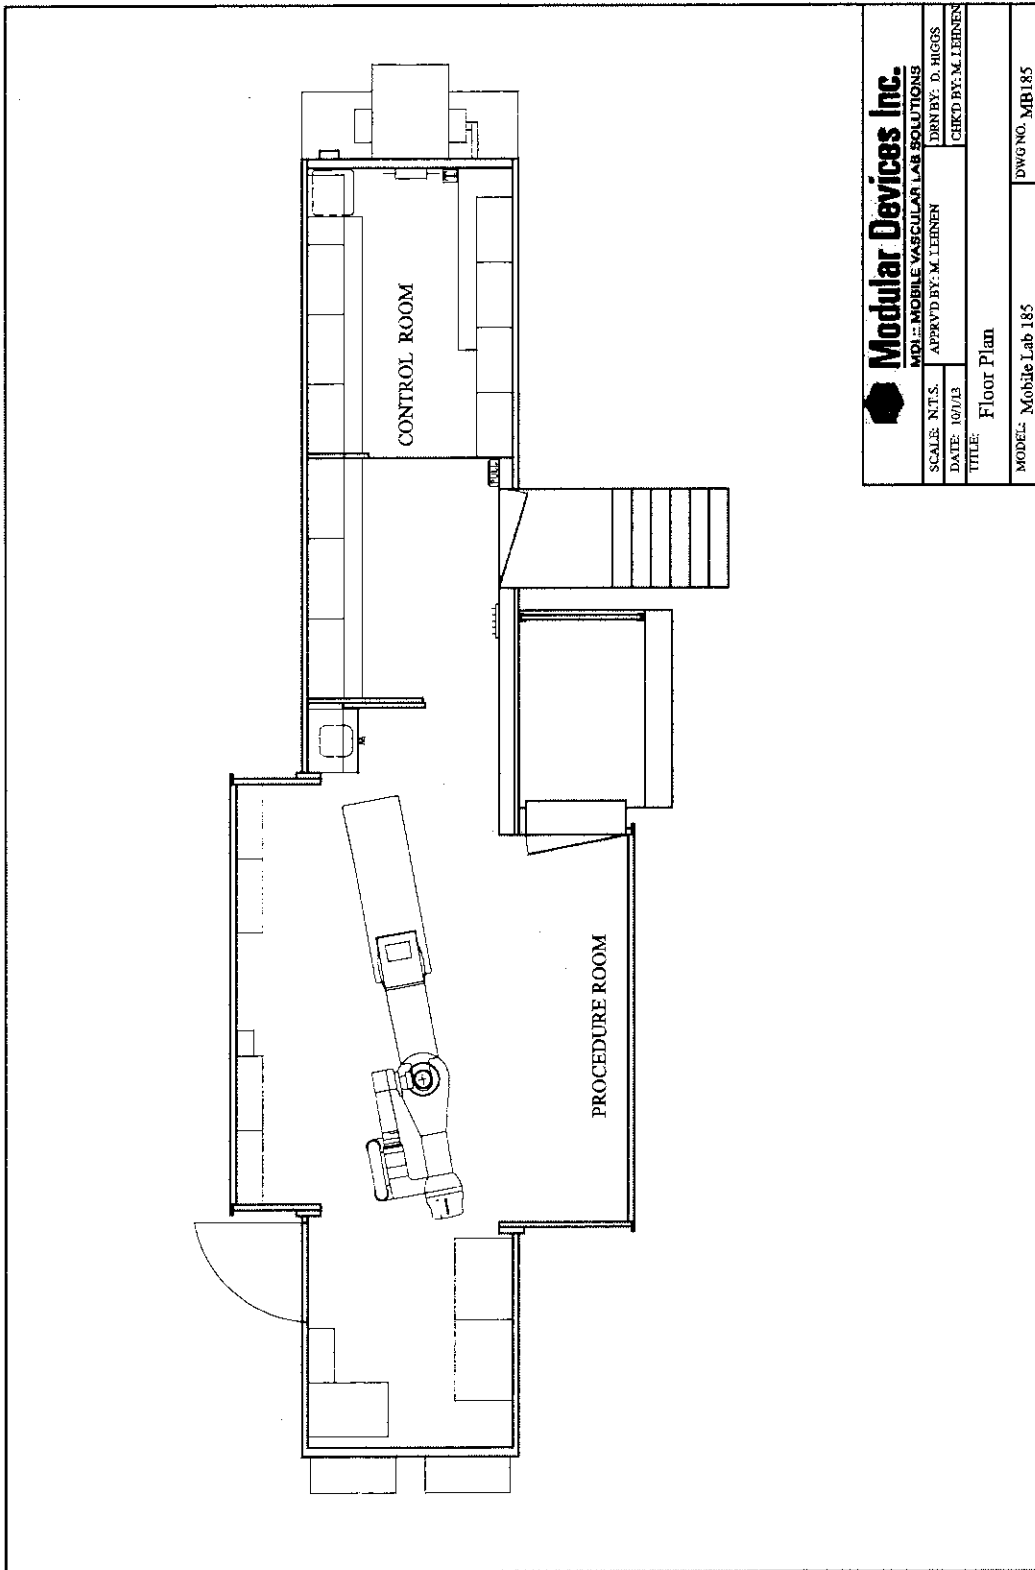 CONTROL ROOM
PROCEDURE ROOM
PULL
Modular Devices Inc.
MDI :: MOBILE VASCULAR LAB SOLUTIONS
SCALE: N.T.S. APPRV'D BY: M. LEHNEN DRN BY: D. HIGGS
DATE: 10/1/13 CHK'D BY: M. LEHNEN
TITLE:
Floor Plan
MODEL: Mobile Lab 185 DWG NO. MB185